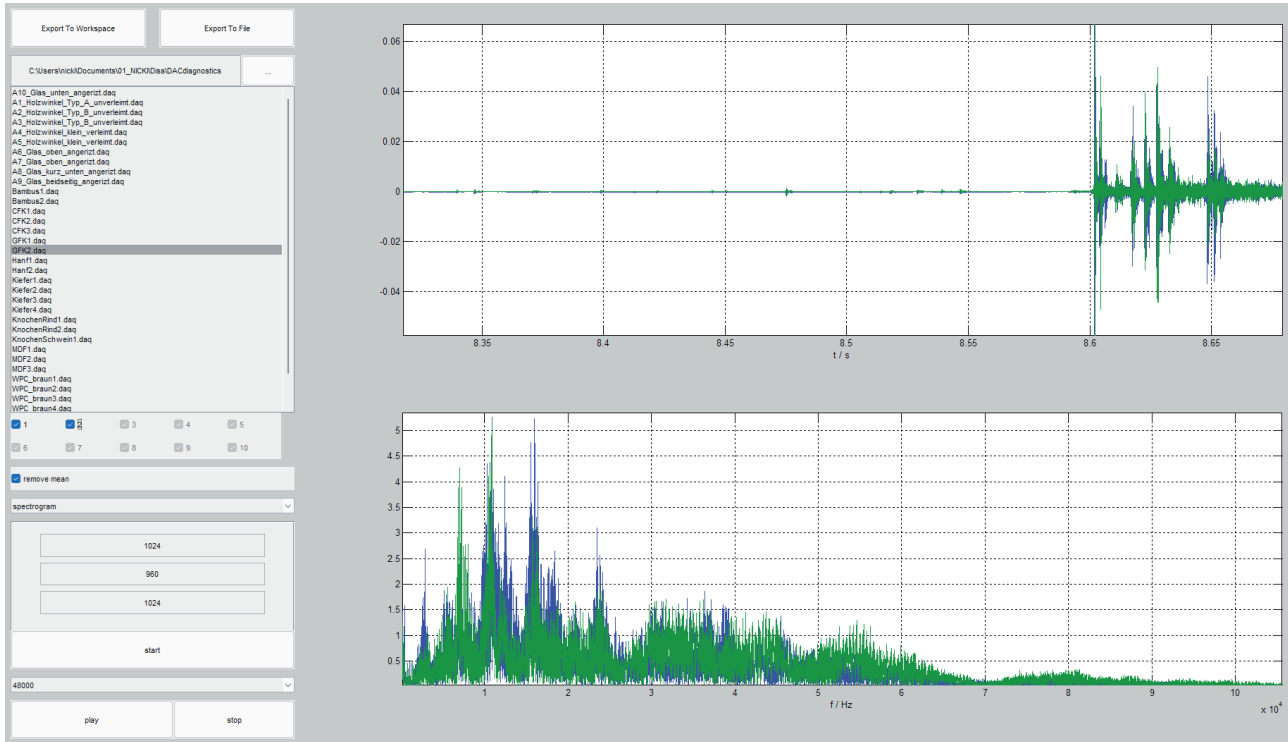 Export To Workspace
Export To File
C:\Users\nicki\Documents\01_NICKI\Diss\DACdiagnostics
...
A10_Glas_unten_angerizt.daq
A1_Holzwinkel_Typ_A_unverleimt.daq
A2_Holzwinkel_Typ_B_unverleimt.daq
A3_Holzwinkel_Typ_B_unverleimt.daq
A4_Holzwinkel_klein_verleimt.daq
A5_Holzwinkel_klein_verleimt.daq
A6_Glas_oben_angerizt.daq
A7_Glas_oben_angerizt.daq
A8_Glas_kurz_unten_angerizt.daq
A9_Glas_beidseitig_angerizt.daq
Bambus1.daq
Bambus2.daq
CFK1.daq
CFK2.daq
CFK3.daq
GFK1.daq
GFK2.daq
Hanf1.daq
Hanf2.daq
Kiefer1.daq
Kiefer2.daq
Kiefer3.daq
Kiefer4.daq
KnochenRind1.daq
KnochenRind2.daq
KnochenSchwein1.daq
MDF1.daq
MDF2.daq
MDF3.daq
WPC_braun1.daq
WPC_braun2.daq
WPC_braun3.daq
WPC_braun4.daq
1 2 3 4 5
6 7 8 9 10
remove mean
spectrogram
1024
960
1024
start
48000
play
stop
0.06
0.04
0.02
0
-0.02
-0.04
8.35 8.4 8.45 8.5 8.55 8.6 8.65
t / s
5
4.5
4
3.5
3
2.5
2
1.5
1
0.5
1 2 3 4 5 6 7 8 9 10
f / Hz
x 10⁴